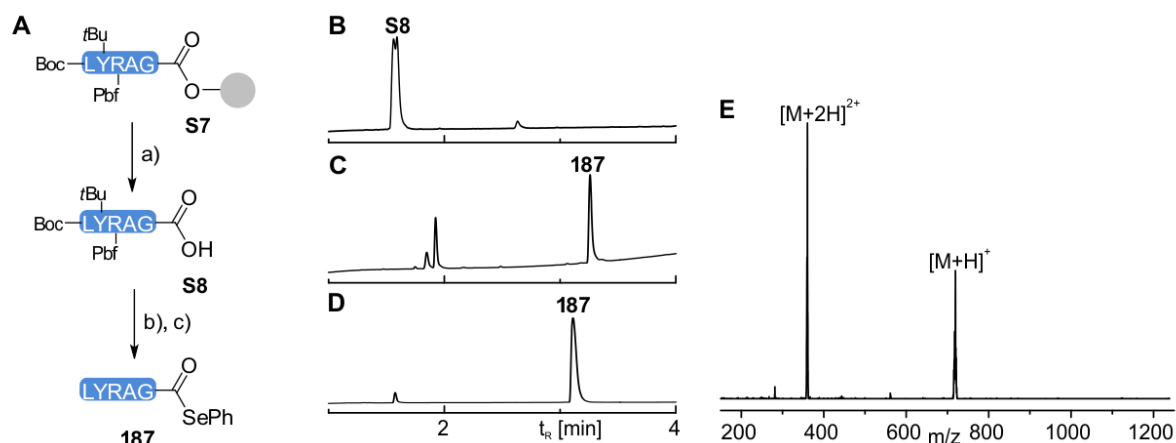 A
tBu
Boc
LYRAG
Pbf
O
O
S7
a)
tBu
Boc
LYRAG
Pbf
O
OH
S8
b), c)
LYRAG
O
SePh
187
B
S8
C
187
D
187
2
tR [min]
4
E
[M+2H]2+
[M+H]+
200
400
600
800
1000
1200
m/z